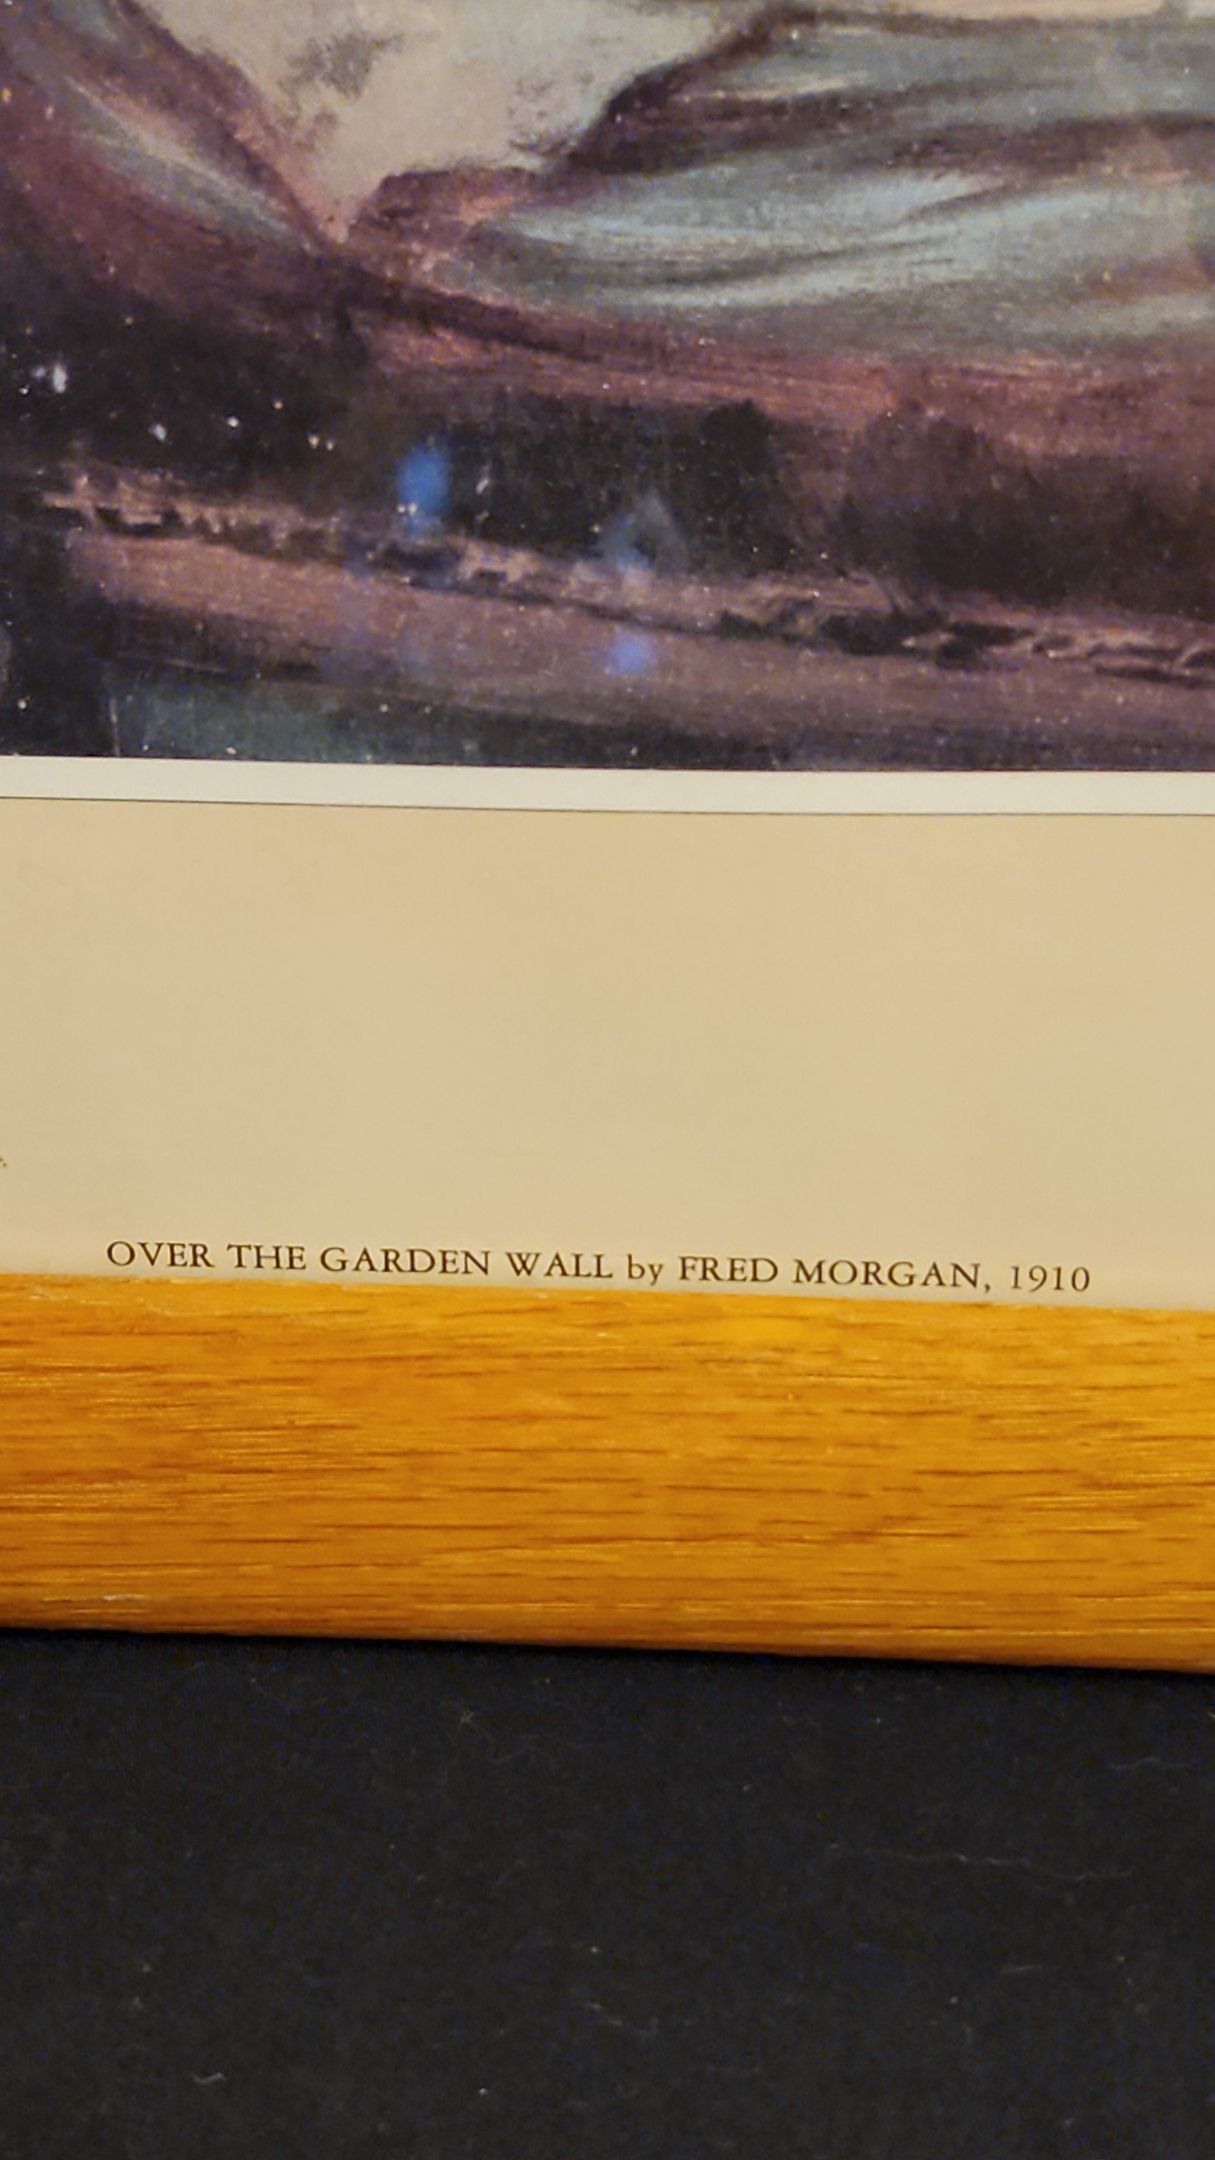 OVER THE GARDEN WALL by FRED MORGAN, 1910